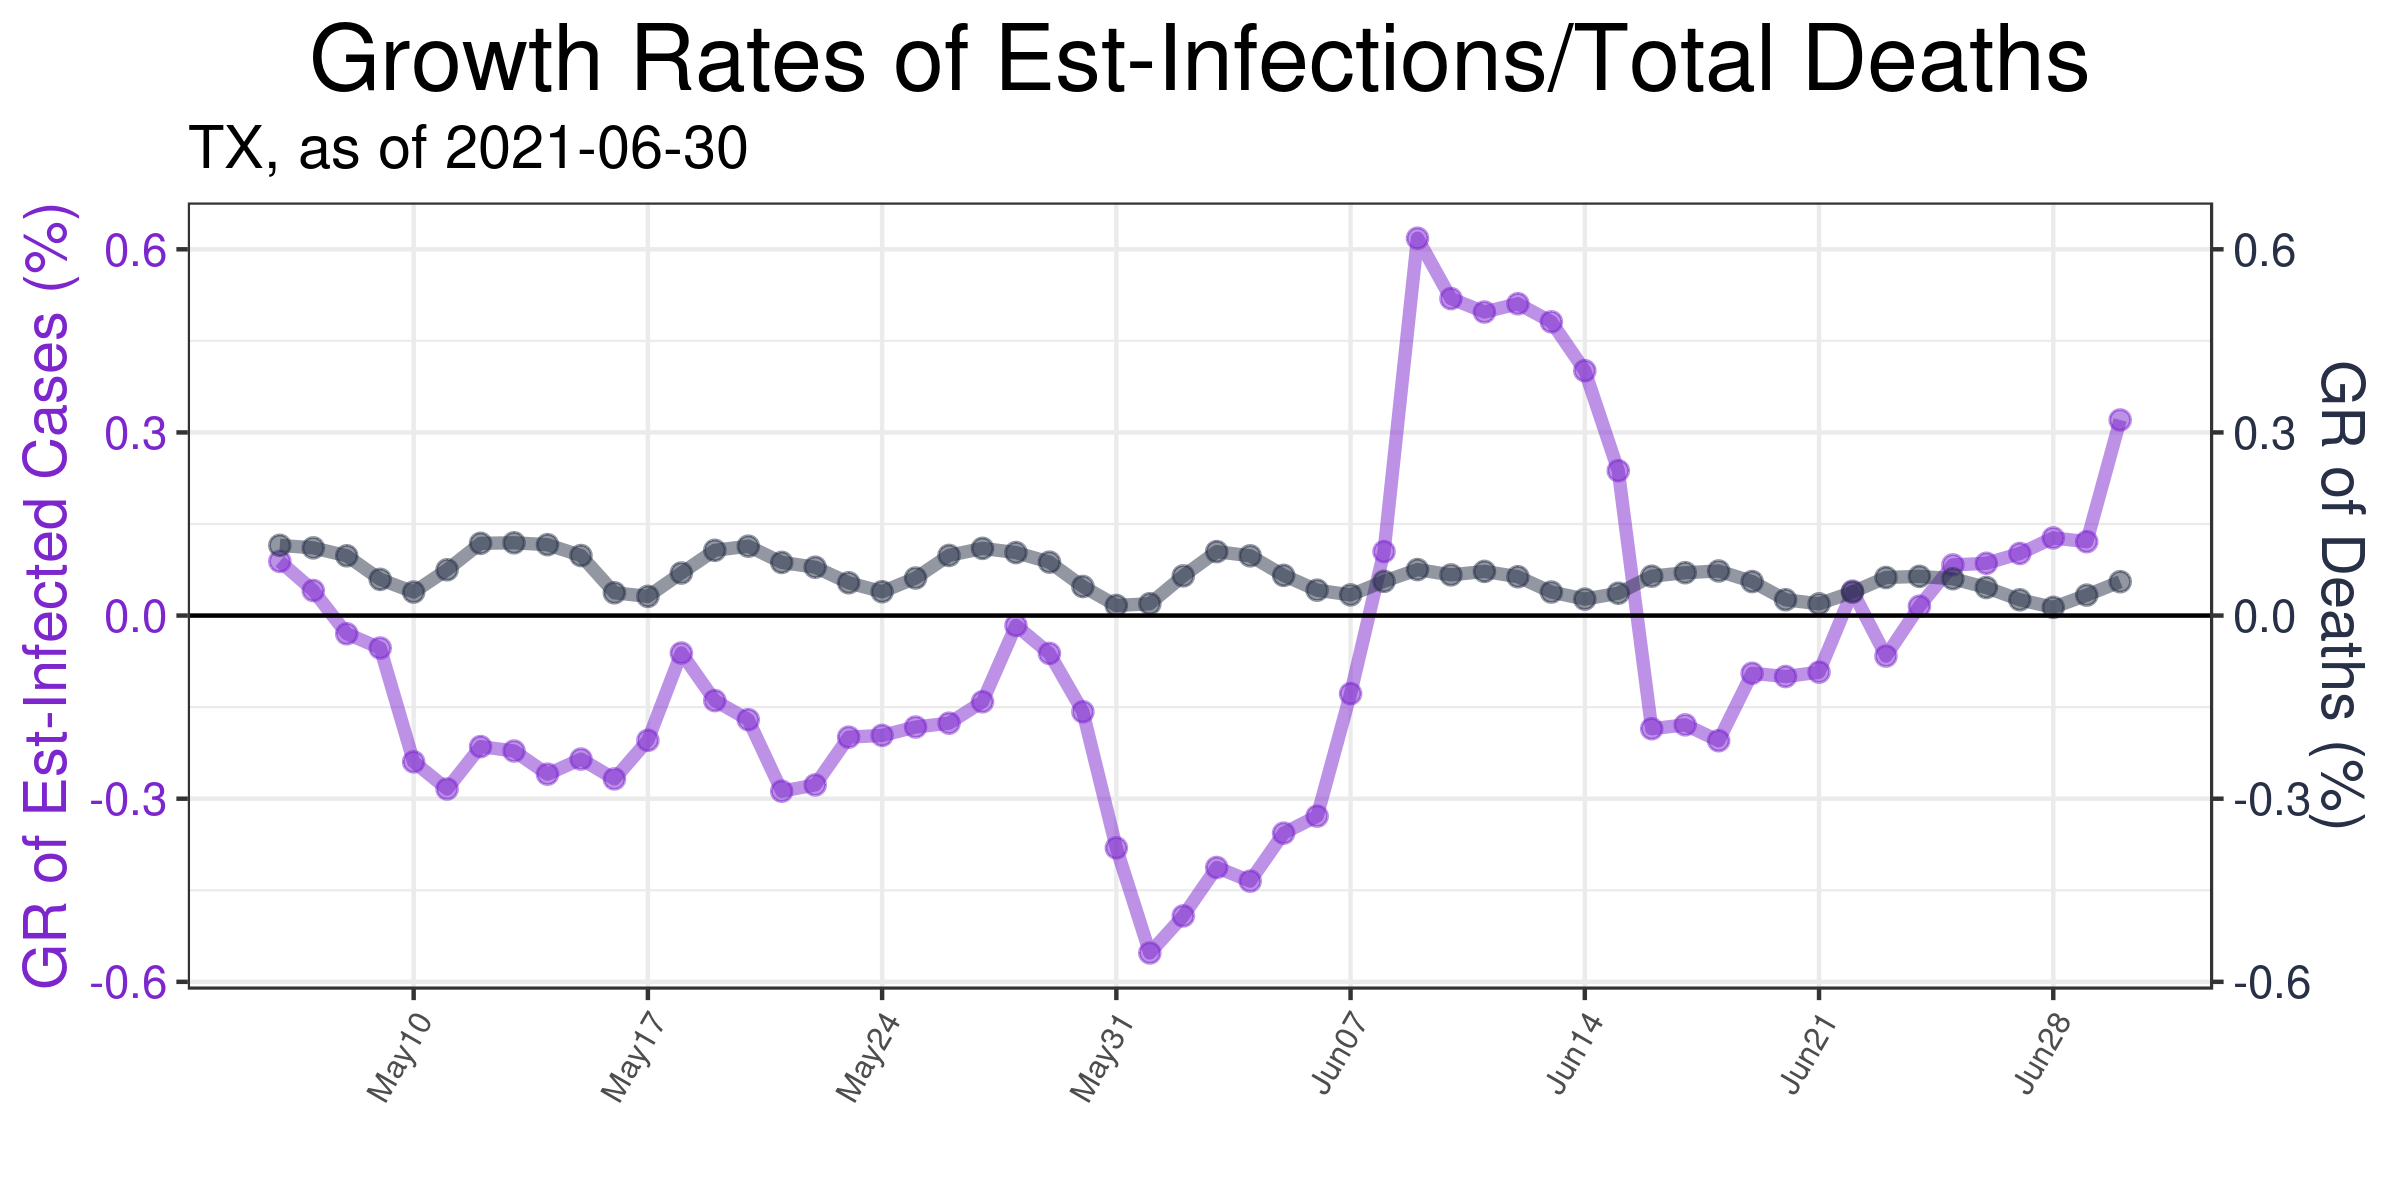 Growth Rates of Est-Infections/Total Deaths
TX, as of 2021-06-30
GR of Est-Infected Cases (%)
0.6
0.3
0.0
-0.3
-0.6
0.6
0.3
0.0
-0.3
-0.6
GR of Deaths (%)
May10
May17
May24
May31
Jun07
Jun14
Jun21
Jun28